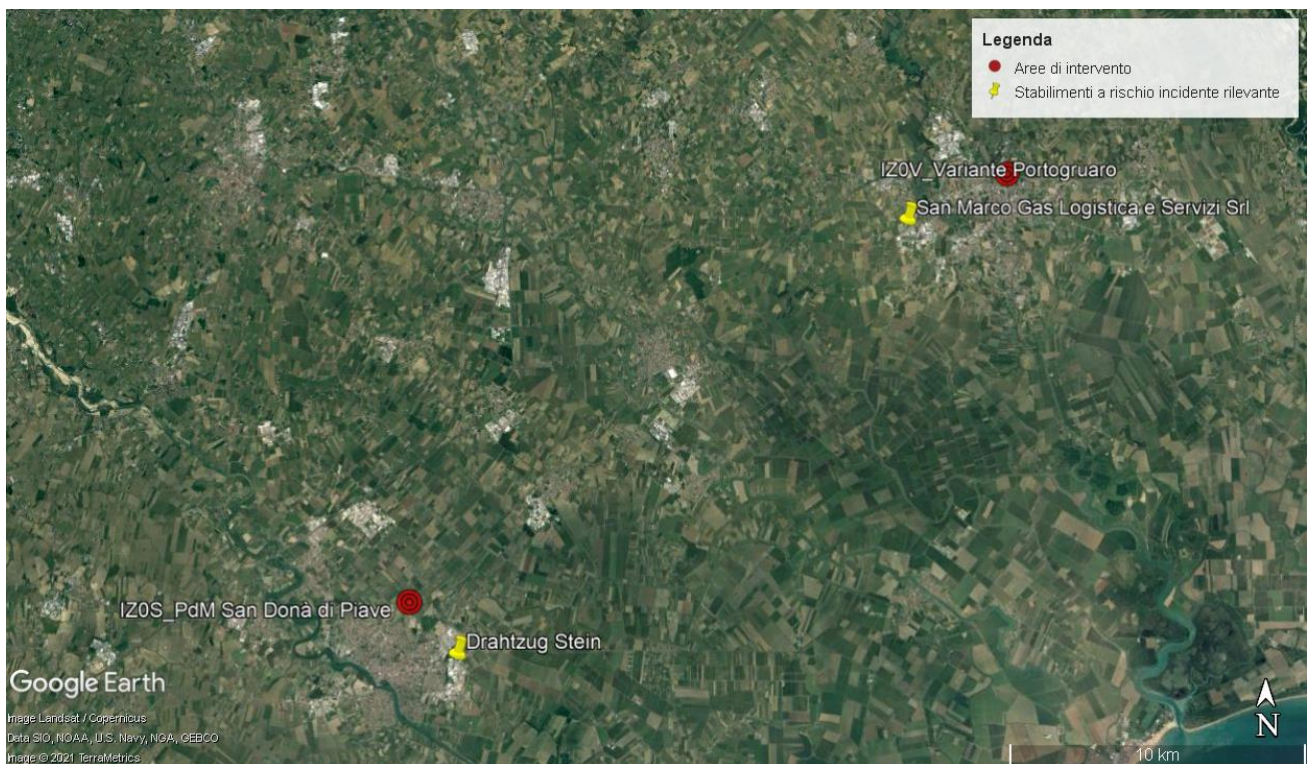 Legenda
Aree di intervento
Stabilimenti a rischio incidente rilevante
IZ0V_Variante Portogruaro
San Marco Gas Logistica e Servizi Srl
IZ0S_PdM San Donà di Piave
Drahtzug Stein
Google Earth
Image Landsat / Copernicus
Data SIO, NOAA, U.S. Navy, NGA, GEBCO
Image © 2021 TerraMetrics
N
10 km